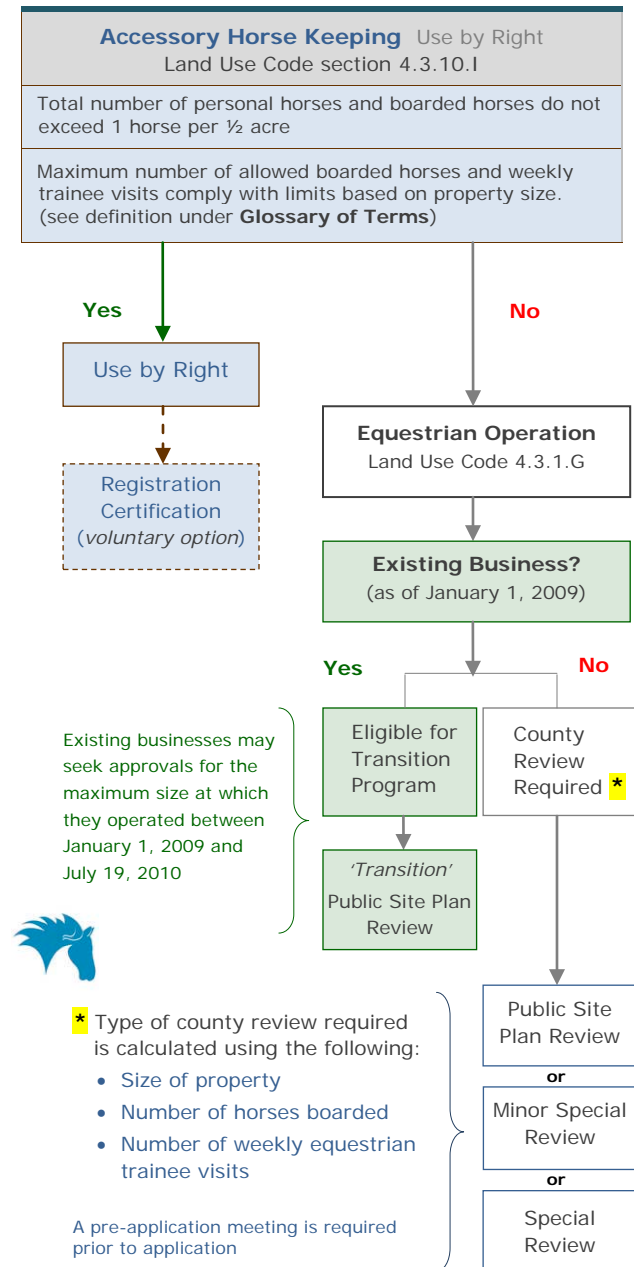 Accessory Horse Keeping Use by Right
Land Use Code section 4.3.10.I
Total number of personal horses and boarded horses do not
exceed 1 horse per ½ acre
Maximum number of allowed boarded horses and weekly
trainee visits comply with limits based on property size.
(see definition under Glossary of Terms)
Yes
No
Use by Right
Registration
Certification
(voluntary option)
Equestrian Operation
Land Use Code 4.3.1.G
Existing Business?
(as of January 1, 2009)
Yes
No
Existing businesses may
seek approvals for the
maximum size at which
they operated between
January 1, 2009 and
July 19, 2010
Eligible for
Transition
Program
County
Review
Required *
‘Transition’
Public Site Plan
Review
* Type of county review required
is calculated using the following:
• Size of property
• Number of horses boarded
• Number of weekly equestrian
trainee visits
A pre-application meeting is required
prior to application
Public Site
Plan Review
or
Minor Special
Review
or
Special
Review